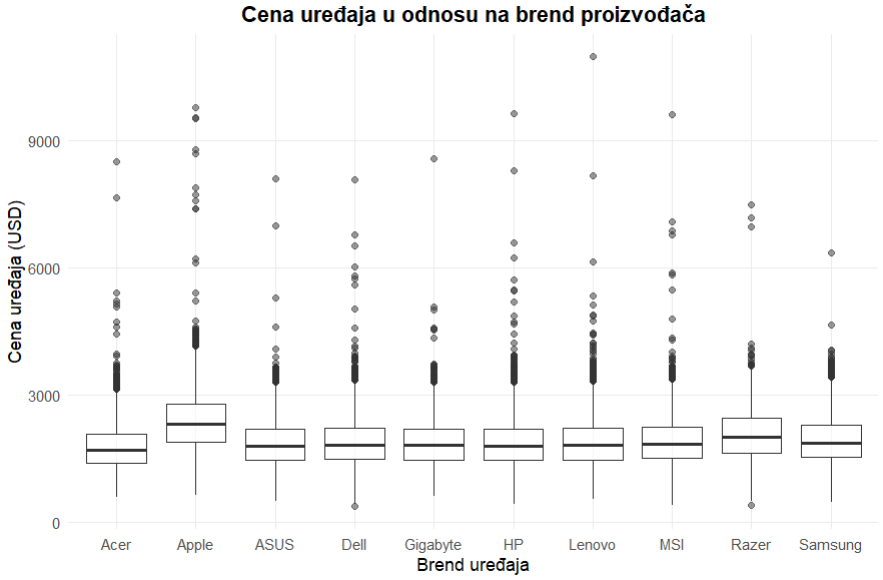 Cena uređaja u odnosu na brend proizvođača
Cena uređaja (USD)
9000
6000
3000
0
Acer Apple ASUS Dell Gigabyte HP Lenovo MSI Razer Samsung
Brend uređaja